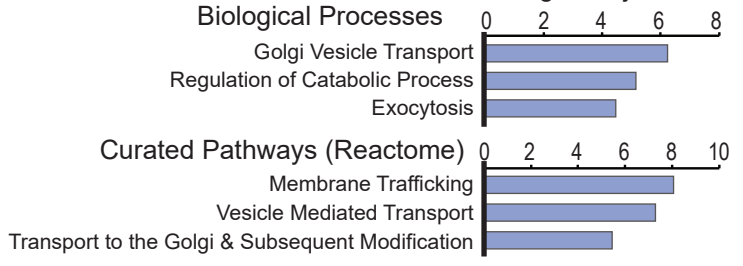 Biological Processes 0 2 4 6 8
Golgi Vesicle Transport
Regulation of Catabolic Process
Exocytosis
Curated Pathways (Reactome) 0 2 4 6 8 10
Membrane Trafficking
Vesicle Mediated Transport
Transport to the Golgi & Subsequent Modification